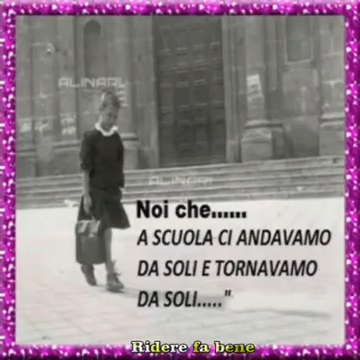 ALINARI
ALINARI
Noi che......
A SCUOLA CI ANDAVAMO
DA SOLI E TORNAVAMO
DA SOLI....."
Ridere fa bene